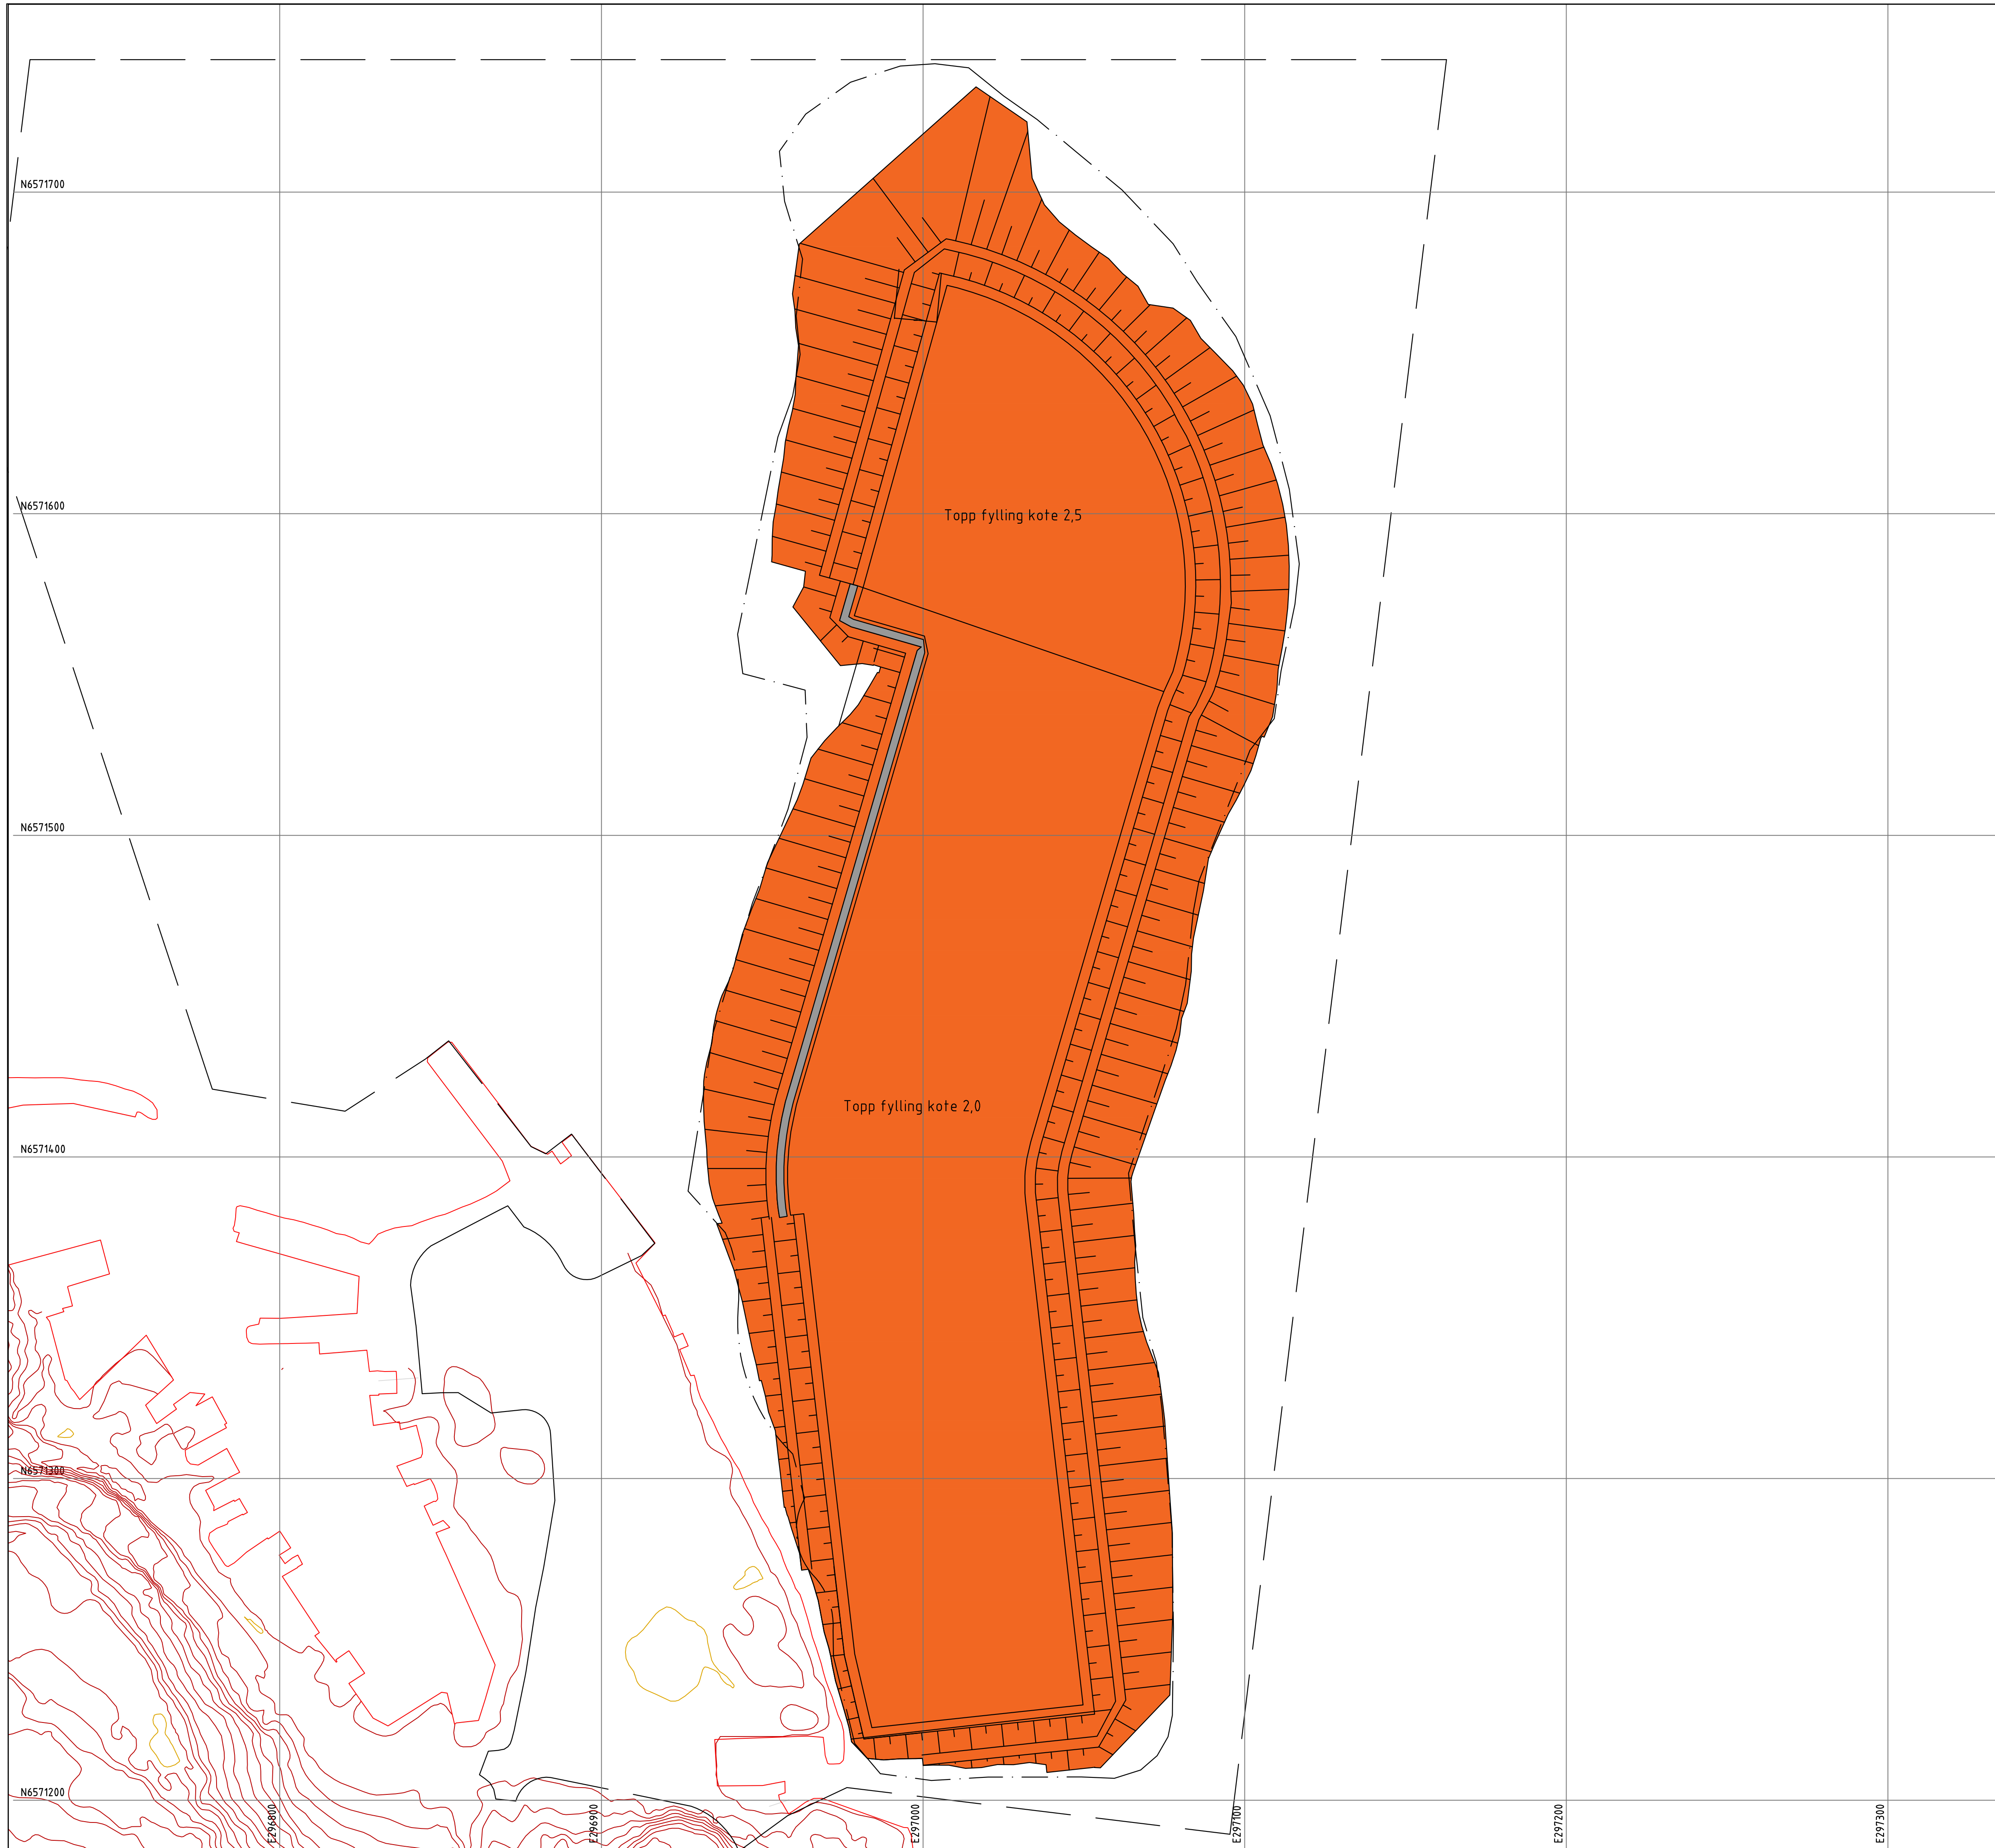 N6571700
N6571600
Topp fylling kote 2,5
N6571500
Topp fylling kote 2,0
N6571400
N6571300
N6571200
E296800
E296900
E297000
E297100
E297200
E297300